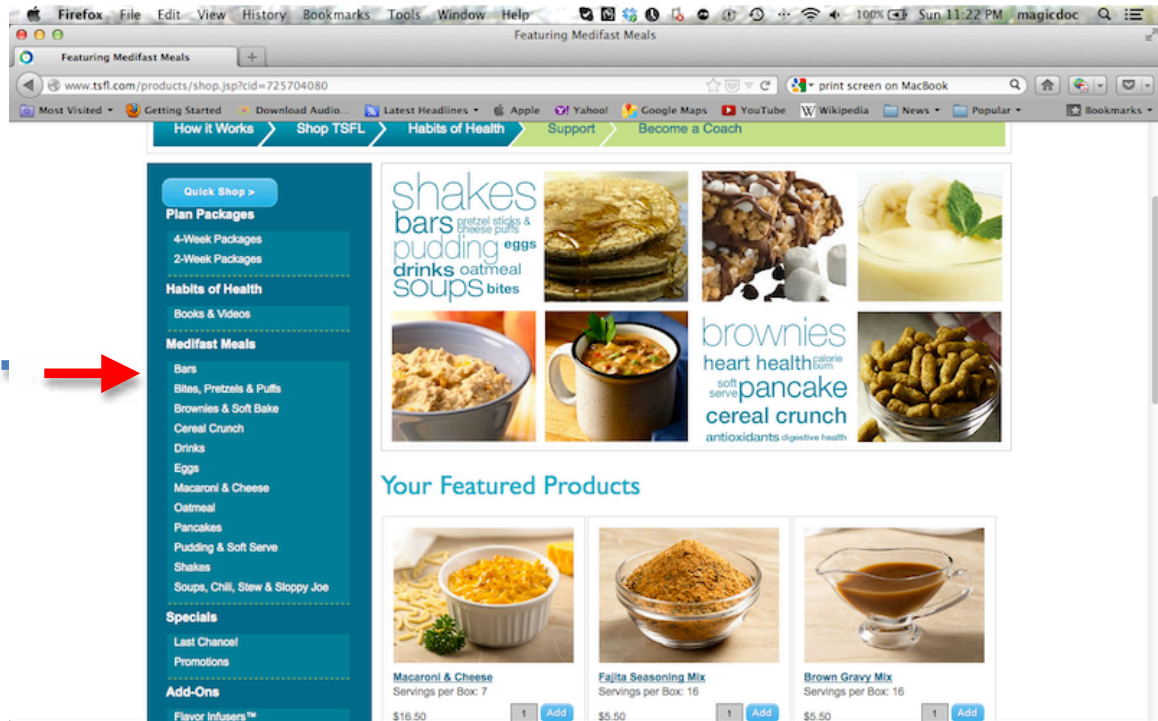 Firefox File Edit View History Bookmarks Tools Window Help 100% Sun 11:22 PM magicdoc
Featuring Medifast Meals
Featuring Medifast Meals +
www.tsfl.com/products/shop.jsp?cid=725704080 print screen on MacBook
Most Visited Getting Started Download Audio... Latest Headlines Apple Yahoo! Google Maps YouTube Wikipedia News Popular Bookmarks
How it Works Shop TSFL Habits of Health Support Become a Coach
Quick Shop >
Plan Packages
4-Week Packages
2-Week Packages
Habits of Health
Books & Videos
Medifast Meals
Bars
Bites, Pretzels & Puffs
Brownies & Soft Bake
Cereal Crunch
Drinks
Eggs
Macaroni & Cheese
Oatmeal
Pancakes
Pudding & Soft Serve
Shakes
Soups, Chili, Stew & Sloppy Joe
Specials
Last Chance!
Promotions
Add-Ons
Flavor Infusers™
shakes
bars pretzel sticks & cheese puffs
pudding eggs
drinks oatmeal
soups bites
brownies
heart health calorie burn
soft serve pancake
cereal crunch
antioxidants digestive health
Your Featured Products
Macaroni & Cheese
Servings per Box: 7
$16.50 1 Add
Fajita Seasoning Mix
Servings per Box: 16
$5.50 1 Add
Brown Gravy Mix
Servings per Box: 16
$5.50 1 Add